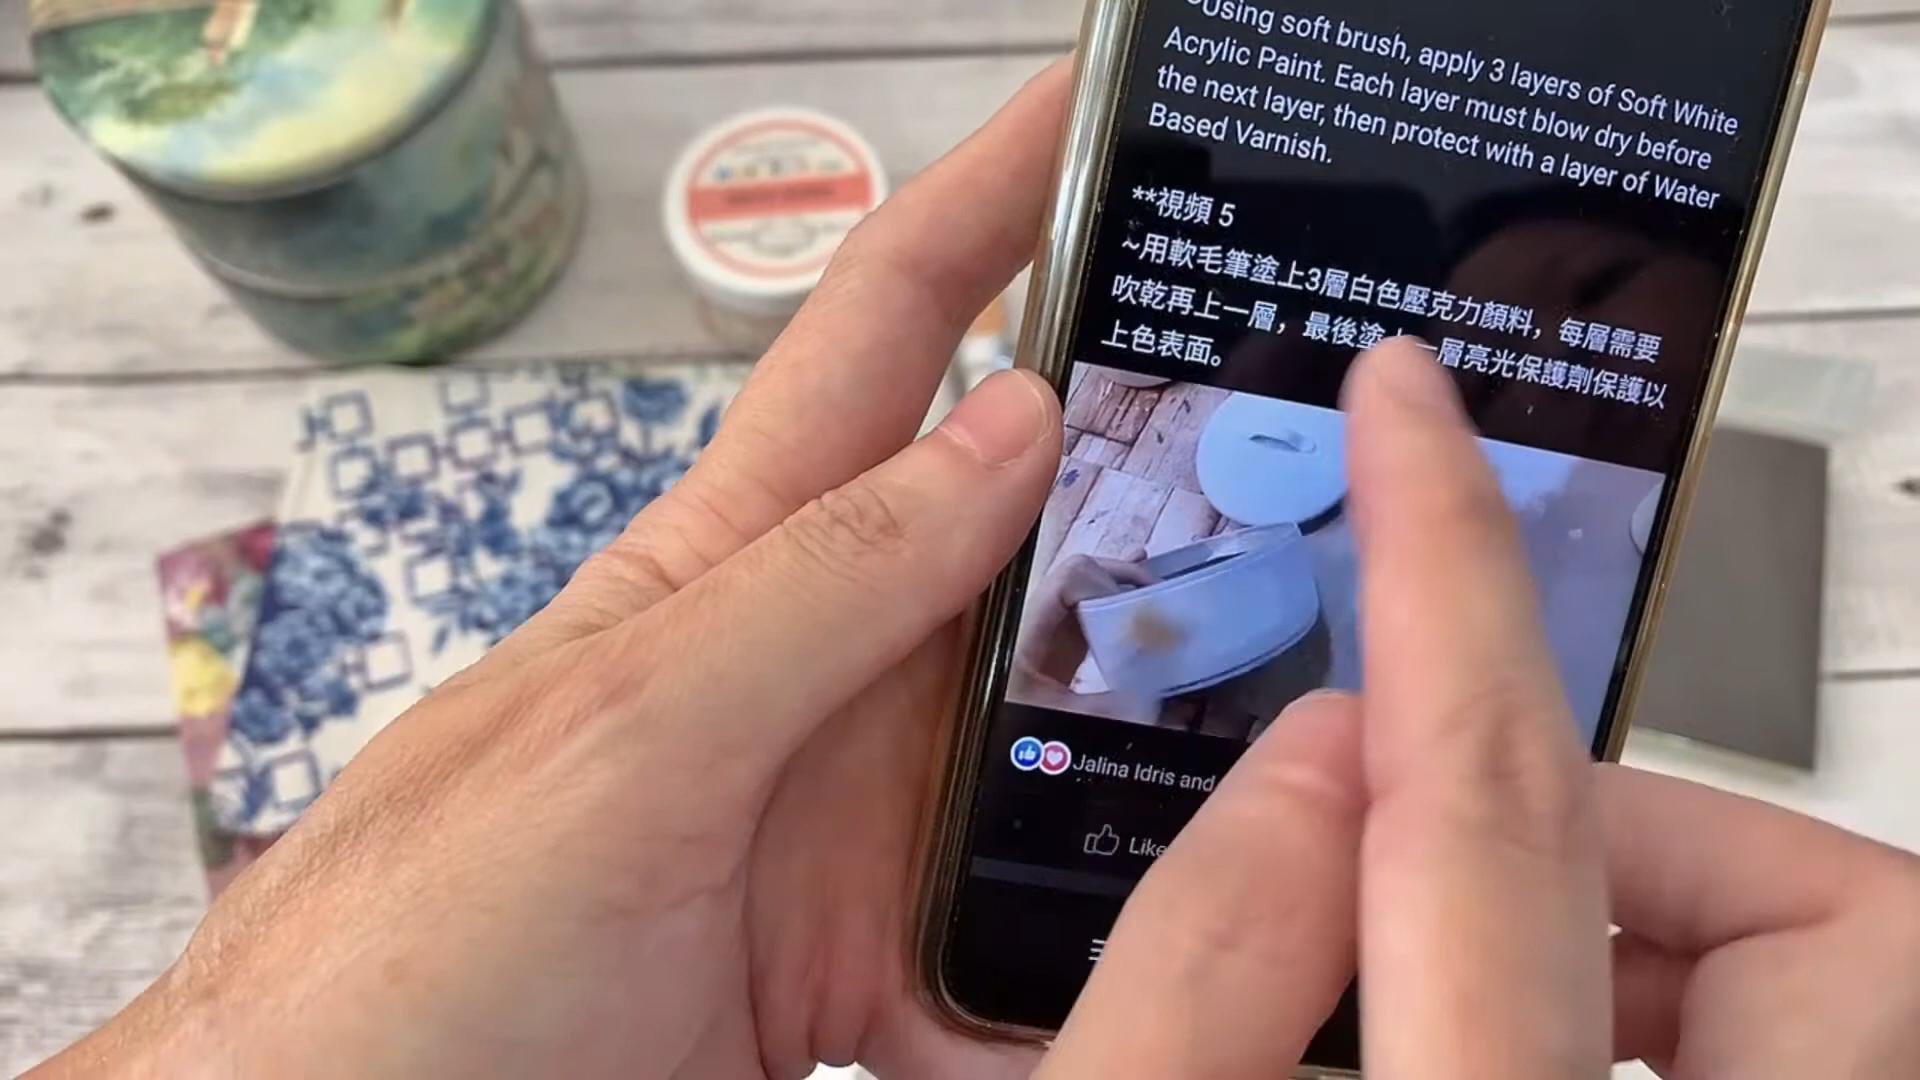 ~Using soft brush, apply 3 layers of Soft White
Acrylic Paint. Each layer must blow dry before
the next layer, then protect with a layer of Water
Based Varnish.
**視頻 5
~用軟毛筆塗上3層白色壓克力顏料，每層需要
吹乾再上一層，最後塗上一層亮光保護劑保護以
上色表面。
Jalina Idris and
Like